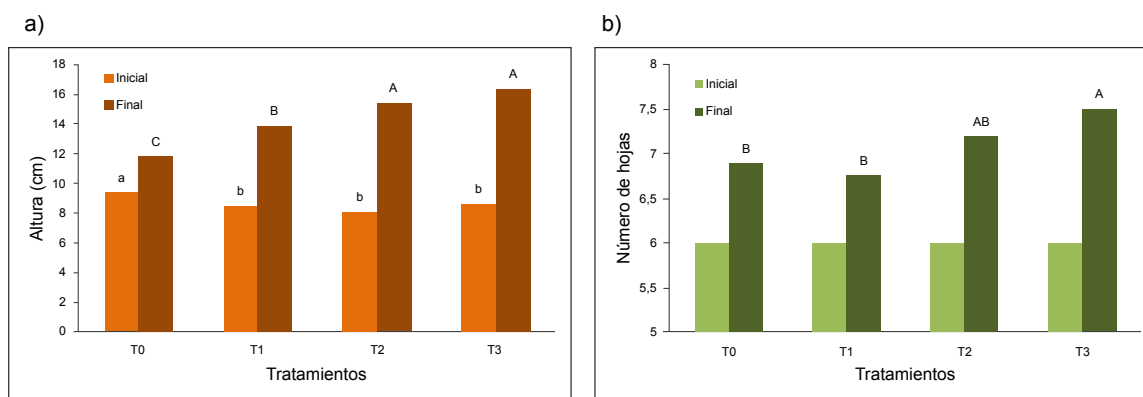 a)
18
16
14
12
10
8
6
4
2
0
Altura (cm)
Inicial
Final
a
C
b
B
b
A
b
A
T0
T1
T2
T3
Tratamientos
b)
8
7,5
7
6,5
6
5,5
5
Número de hojas
Inicial
Final
B
B
AB
A
T0
T1
T2
T3
Tratamientos